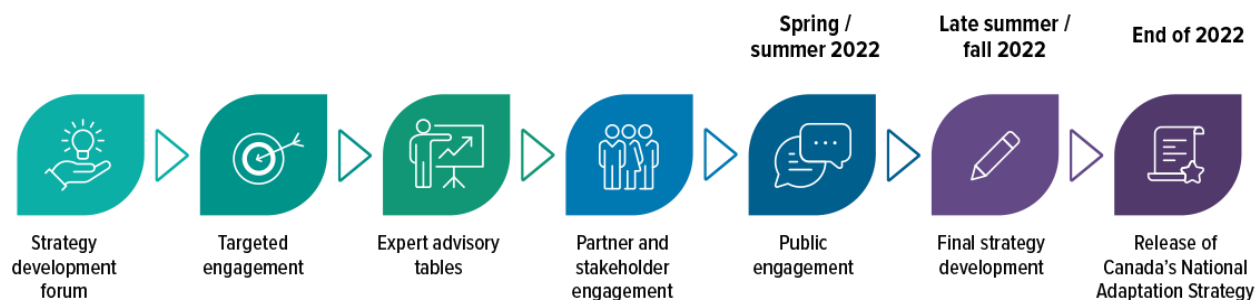 Spring /
summer 2022
Late summer /
fall 2022
End of 2022
Strategy
development
forum
Targeted
engagement
Expert advisory
tables
Partner and
stakeholder
engagement
Public
engagement
Final strategy
development
Release of
Canada's National
Adaptation Strategy